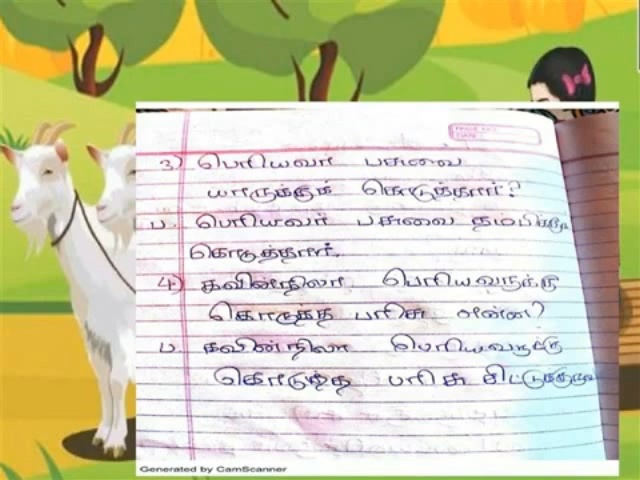 3) பெரியவர் பசுவை
யாருக்குக் கொடுத்தார்?
ப. பெரியவர் பசுவை தம்பிக்கு
கொடுத்தார்.
4) கவின்நிலா பெரியவருக்கு
கொடுத்த பரிசு என்ன?
ப. கவின்நிலா பெரியவருக்கு
கொடுத்த பரிசு
Generated by CamScanner